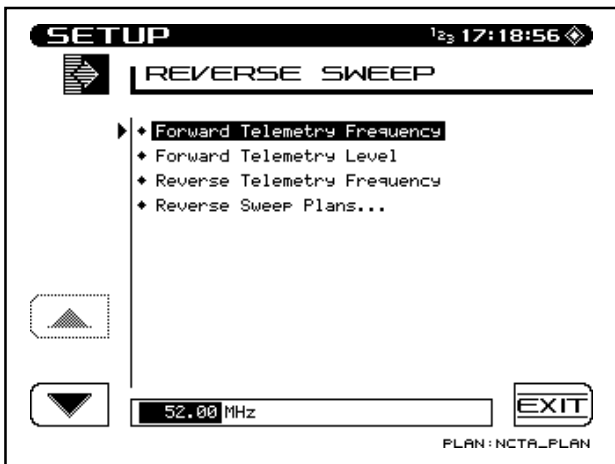 SETUP 123 17:18:56
REVERSE SWEEP
Forward Telemetry Frequency
Forward Telemetry Level
Reverse Telemetry Frequency
Reverse Sweep Plans...
52.00 MHz
EXIT
PLAN:NCTA_PLAN